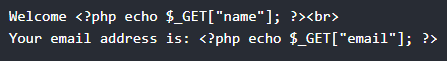 Welcome <?php echo $_GET["name"]; ?><br>
Your email address is: <?php echo $_GET["email"]; ?>